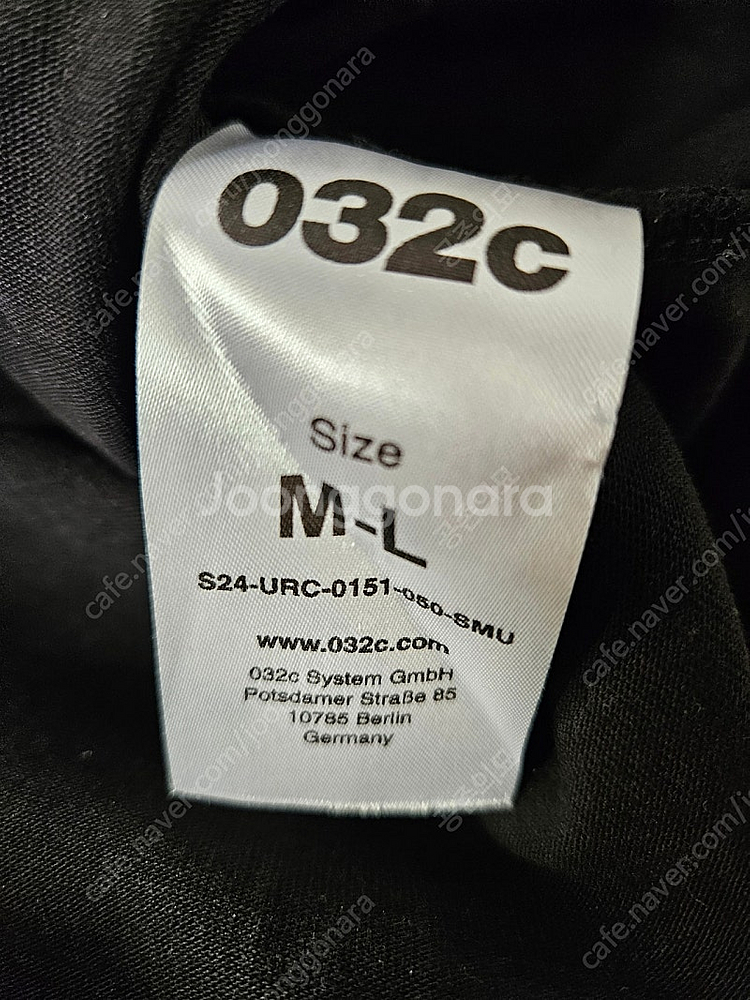 032c
Size
M-L
Joonggonara
S24-URC-0151-050-SMU
www.032c.com
032c System GmbH
Potsdamer Straße 85
10785 Berlin
Germany